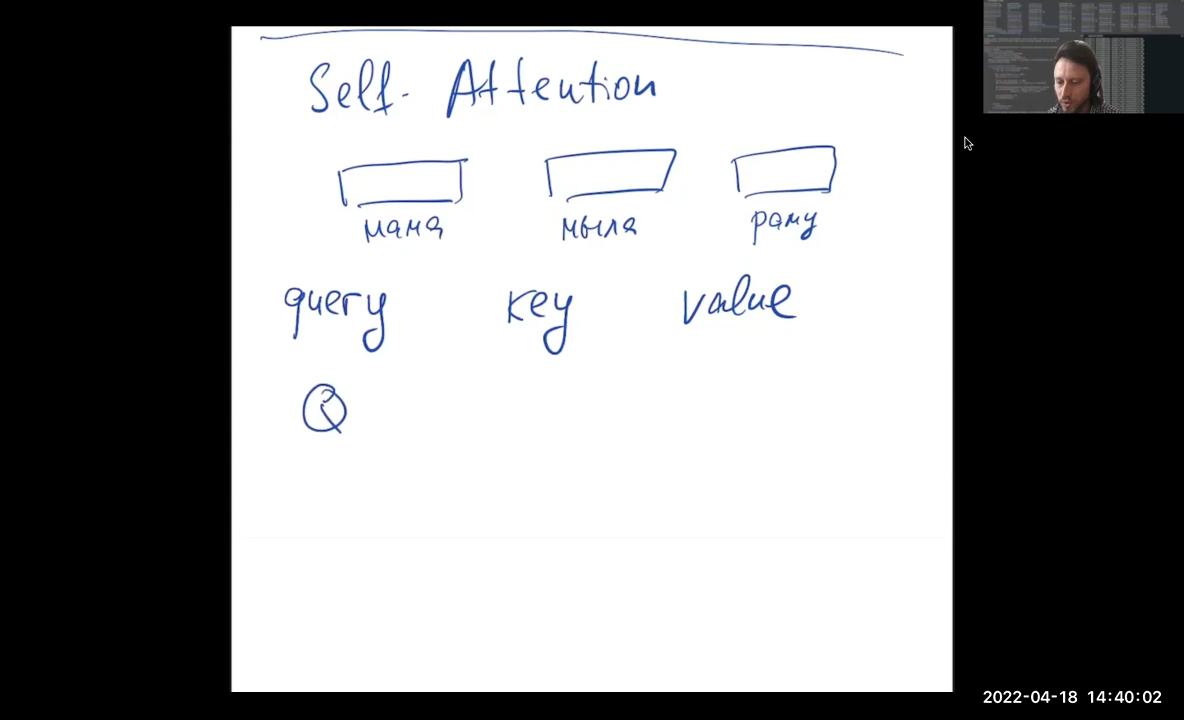 Self-Attention
мама мыла раму
query key value
Q
2022-04-18 14:40:02